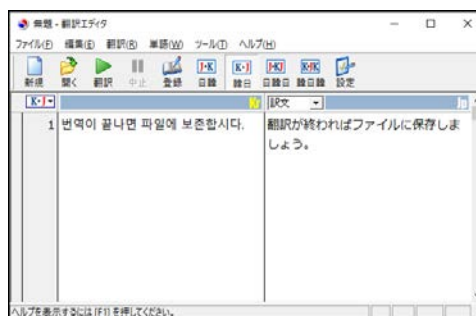 無題 - 翻訳エディタ
ファイル(F) 編集(E) 翻訳(R) 単語(W) ツール(T) ヘルプ(H)
J・K K・J J・KJ K・JK
新規 開く 翻訳 中止 登録 日韓 韓日 日韓日 韓日韓 設定
K・J 訳文
1 번역이 끝나면 파일에 보존합시다. 翻訳が終わればファイルに保存しま
しょう。
ヘルプを表示するには [F1] を押してください。